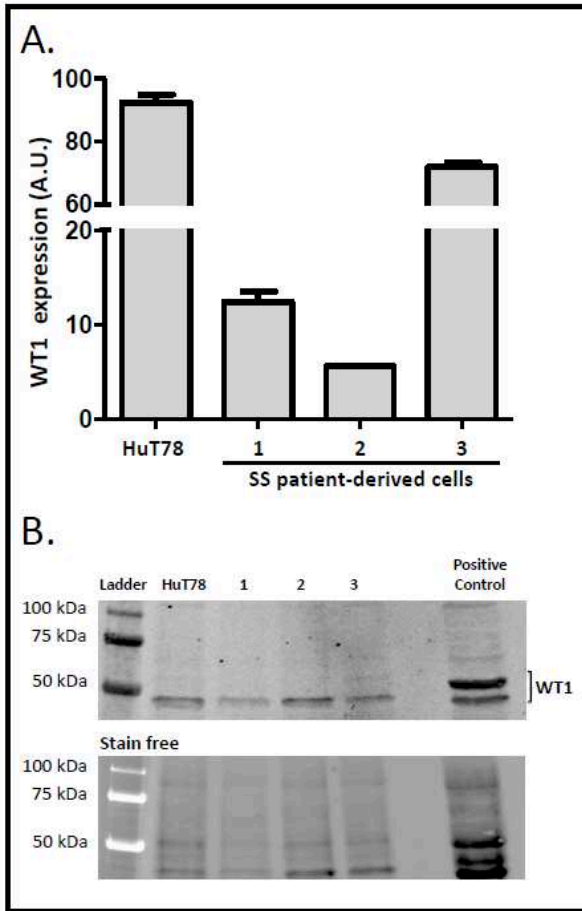 A.
WT1 expression (A.U.)
100
80
60
20
10
0
HuT78 1 2 3
SS patient-derived cells
B.
Ladder HuT78 1 2 3 Positive Control
100 kDa
75 kDa
50 kDa
WT1
Stain free
100 kDa
75 kDa
50 kDa